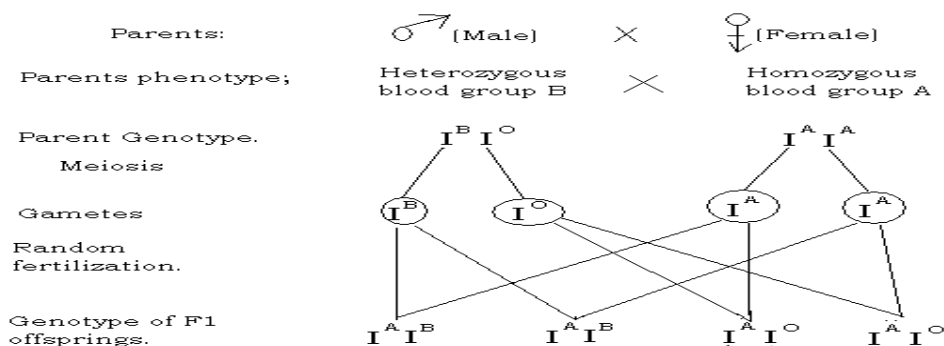 Parents: (Male) X (Female)
Parents phenotype; Heterozygous blood group B X Homozygous blood group A
Parent Genotype. I^B I^O I^A I^A
Meiosis
Gametes I^B I^O I^A I^A
Random
fertilization.
Genotype of F1
offsprings. I^A I^B I^A I^B I^A I^O I^A I^O